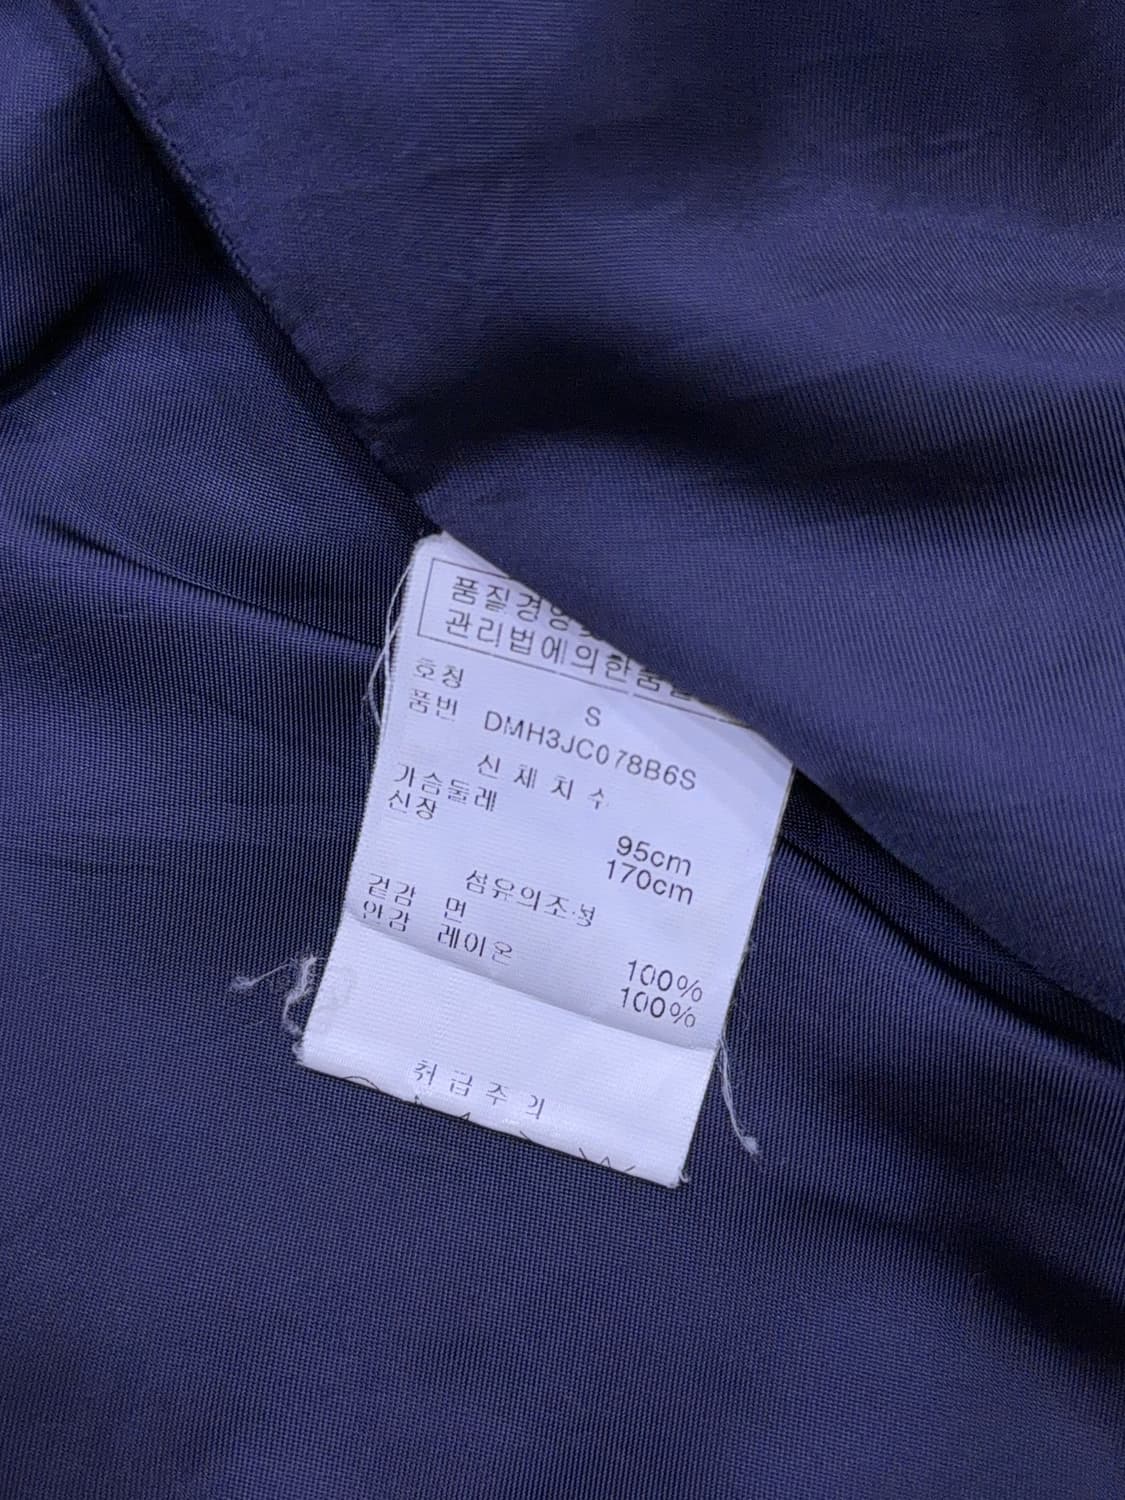 품질경영및
관리법에의한품질
호칭 S
품번 DMH3JC078B6S
신체치수
가슴둘레 95cm
신장 170cm
섬유의조성
겉감 면 100%
안감 레이온 100%
취급주의